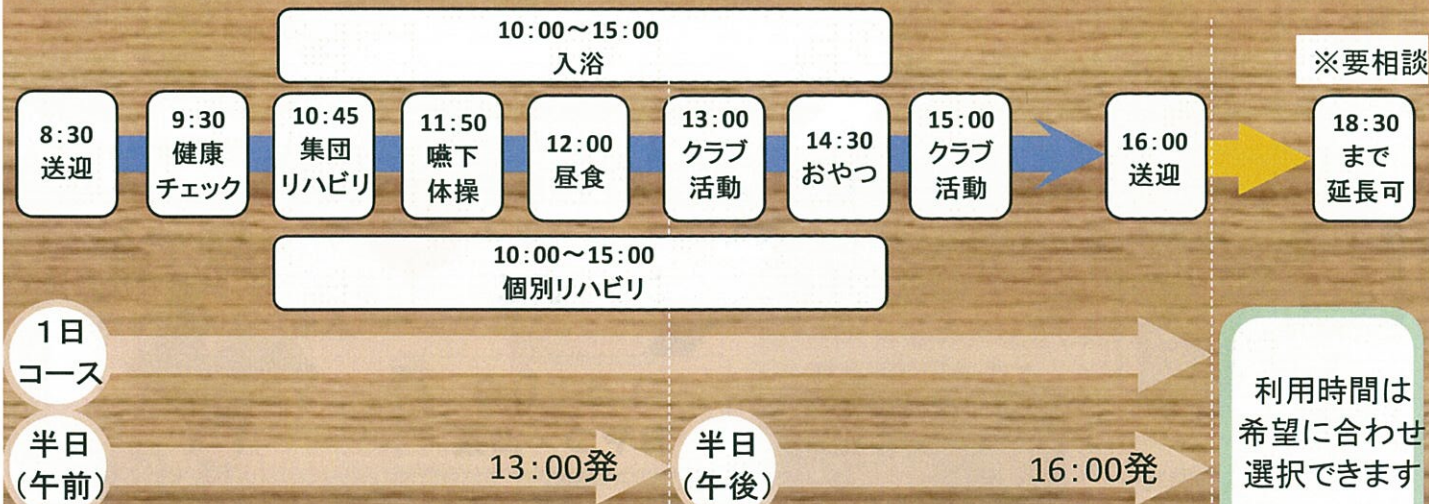 10:00～15:00
入浴
※要相談
8:30
送迎
9:30
健康
チェック
10:45
集団
リハビリ
11:50
嚥下
体操
12:00
昼食
13:00
クラブ
活動
14:30
おやつ
15:00
クラブ
活動
16:00
送迎
18:30
まで
延長可
10:00～15:00
個別リハビリ
1日
コース
半日
(午前)
13:00発
半日
(午後)
16:00発
利用時間は
希望に合わせ
選択できます